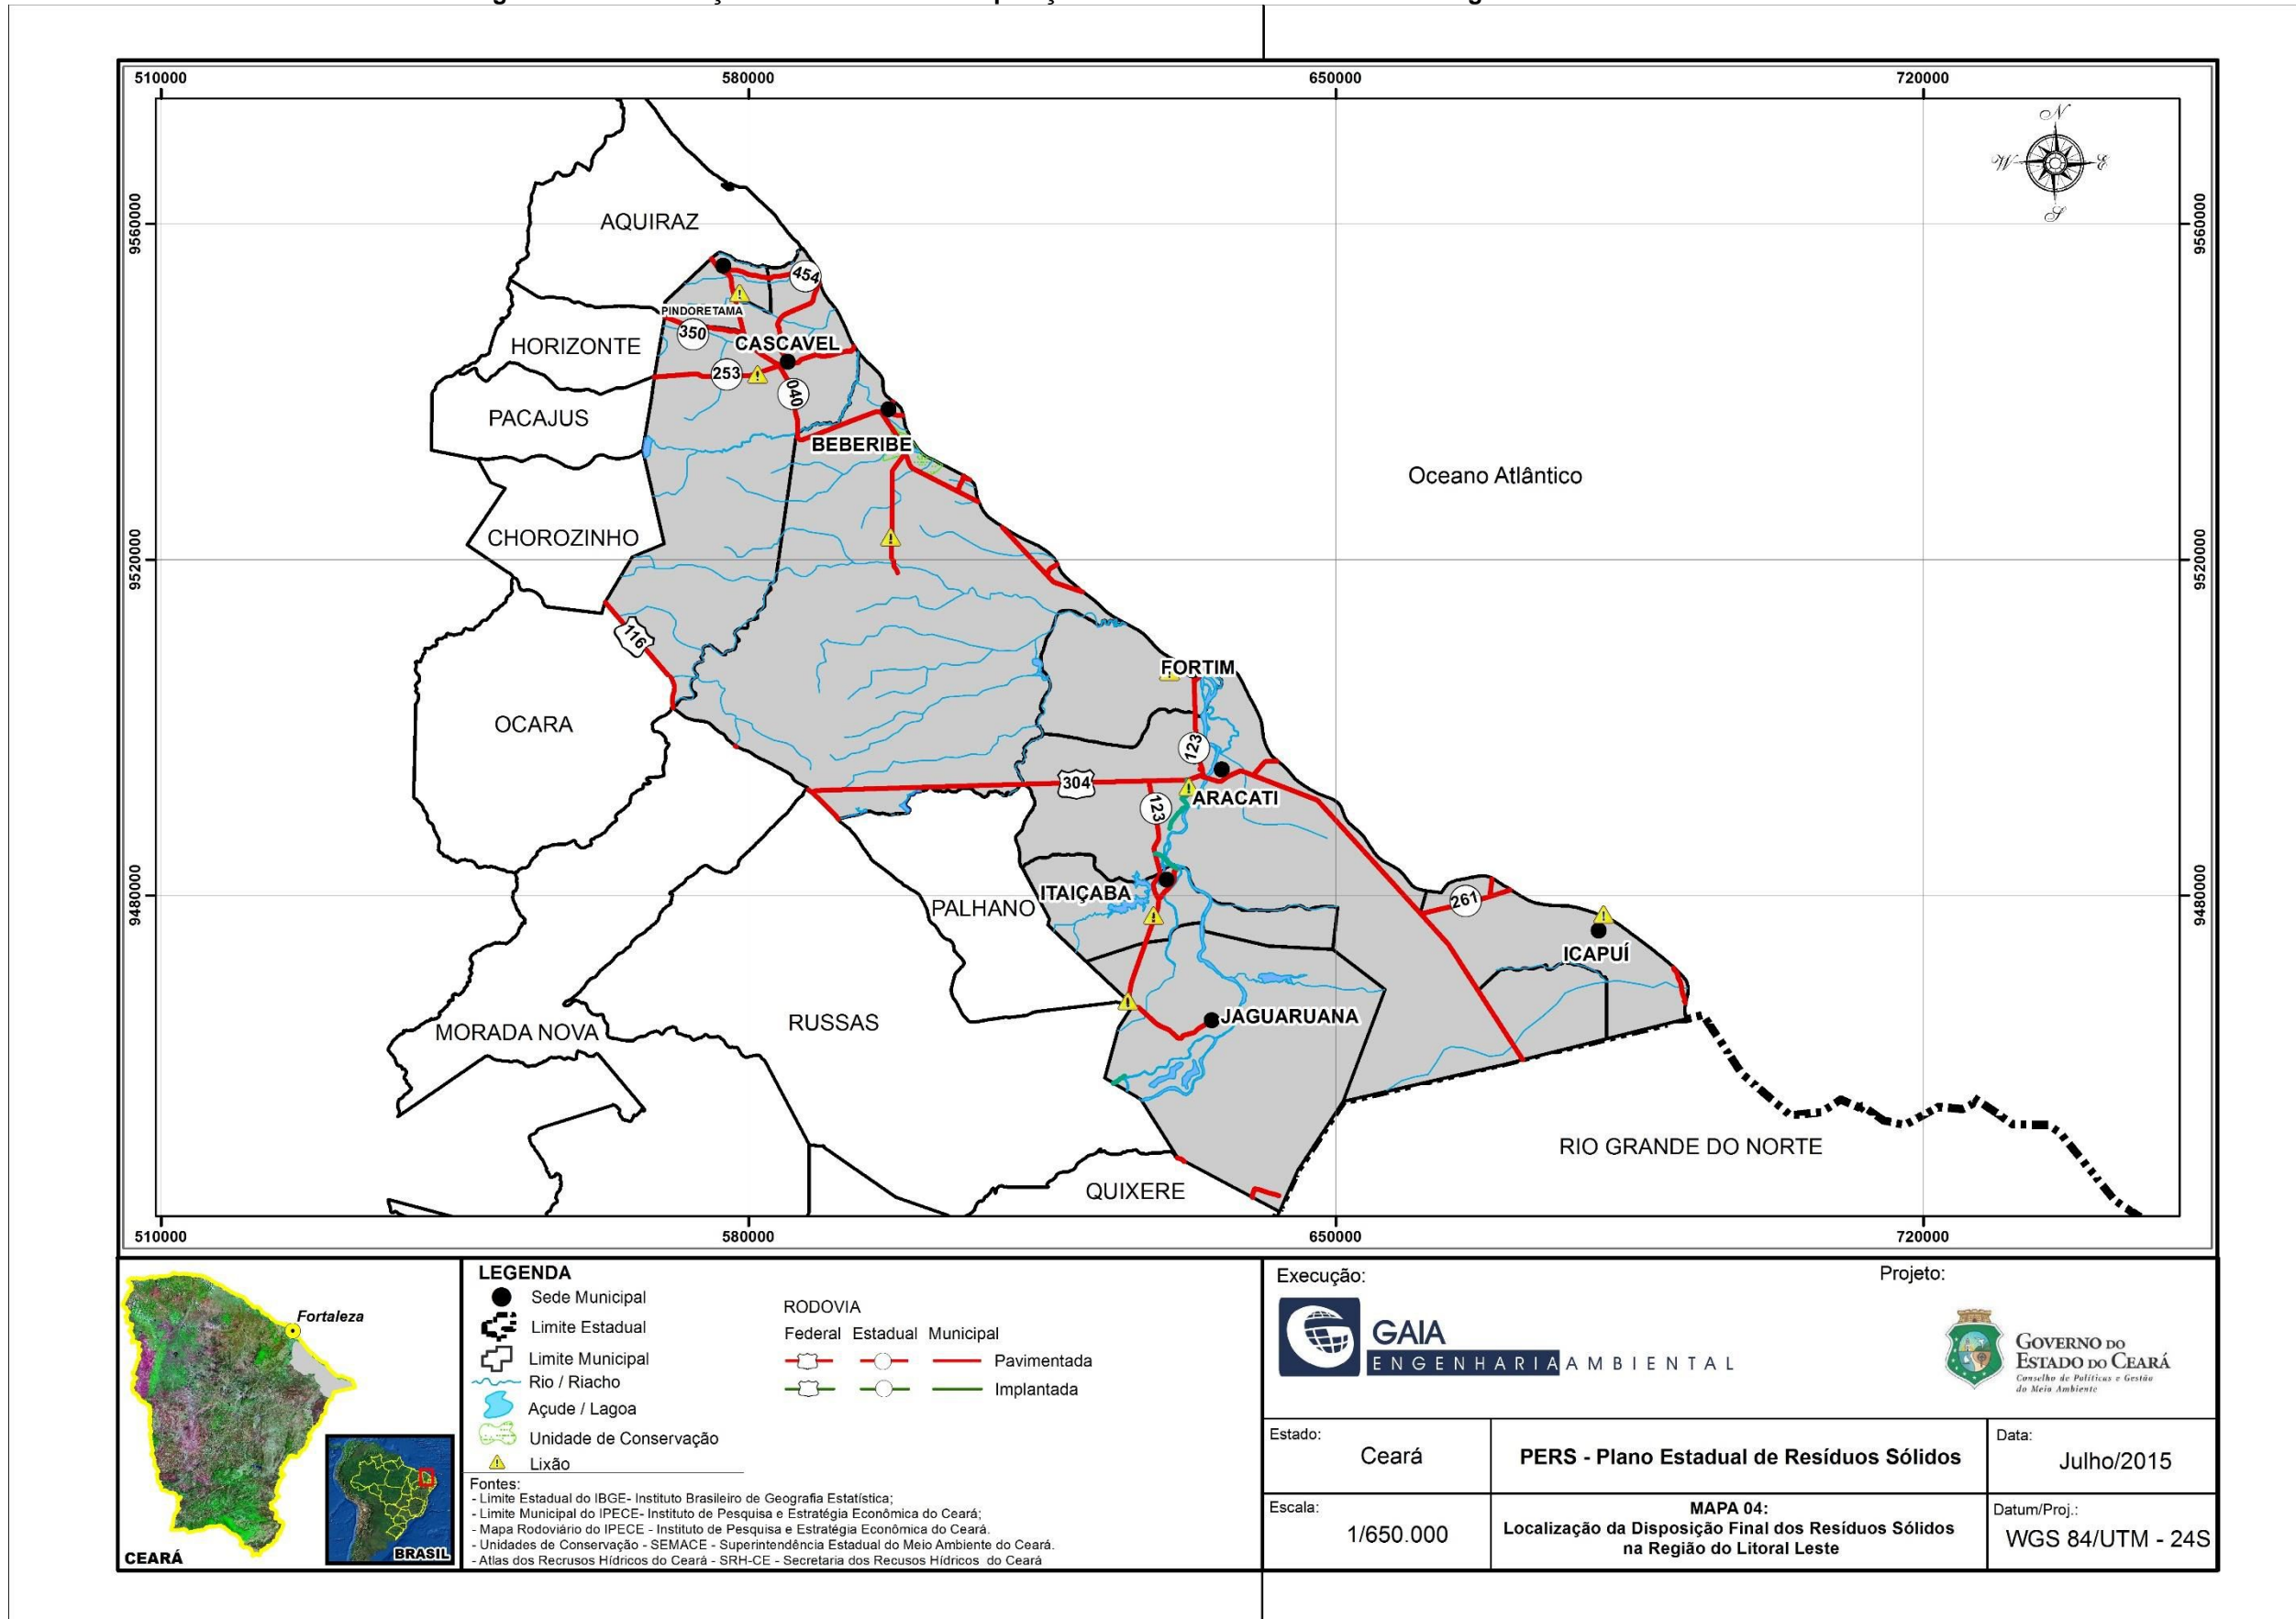 510000
580000
650000
720000
N
W
E
S
9560000
9560000
AQUIRAZ
454
PINDORETAMA
350
HORIZONTE
CASCAVEL
253
040
PACAJUS
BEBERIBE
Oceano Atlântico
CHOROZINHO
9520000
9520000
116
FORTIM
OCARA
123
304
ARACATI
123
9480000
9480000
ITAIÇABA
PALHANO
261
ICAPUÍ
JAGUARUANA
RUSSAS
MORADA NOVA
RIO GRANDE DO NORTE
QUIXERE
510000
580000
650000
720000
Fortaleza
CEARÁ
BRASIL
LEGENDA
Sede Municipal
Limite Estadual
Limite Municipal
Rio / Riacho
Açude / Lagoa
Unidade de Conservação
Lixão
RODOVIA
Federal Estadual Municipal
Pavimentada
Implantada
Fontes:
- Limite Estadual do IBGE- Instituto Brasileiro de Geografia Estatística;
- Limite Municipal do IPECE- Instituto de Pesquisa e Estratégia Econômica do Ceará;
- Mapa Rodoviário do IPECE - Instituto de Pesquisa e Estratégia Econômica do Ceará.
- Unidades de Conservação - SEMACE - Superintendência Estadual do Meio Ambiente do Ceará.
- Atlas dos Recrusos Hídricos do Ceará - SRH-CE - Secretaria dos Recusos Hídricos do Ceará
Execução:
Projeto:
GAIA
ENGENHARIA AMBIENTAL
GOVERNO DO
ESTADO DO CEARÁ
Conselho de Políticas e Gestão
do Meio Ambiente
Estado:
Ceará
PERS - Plano Estadual de Resíduos Sólidos
Data:
Julho/2015
Escala:
1/650.000
MAPA 04:
Localização da Disposição Final dos Resíduos Sólidos
na Região do Litoral Leste
Datum/Proj.:
WGS 84/UTM - 24S